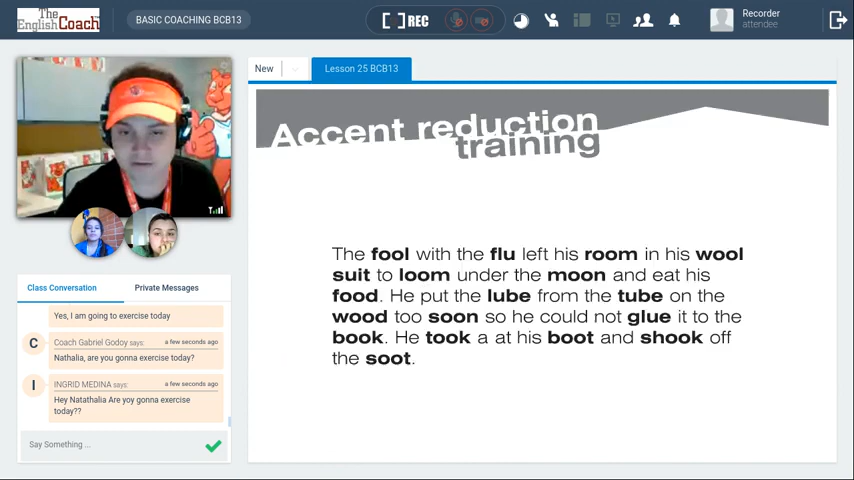 The
EnglishCoach
BASIC COACHING BCB13
[ ] REC
Recorder
attendee
New
Lesson 25 BCB13
Accent reduction
training
The fool with the flu left his room in his wool
suit to loom under the moon and eat his
food. He put the lube from the tube on the
wood too soon so he could not glue it to the
book. He took a at his boot and shook off
the soot.
Class Conversation
Private Messages
Yes, I am going to exercise today
C
Coach Gabriel Godoy says:
a few seconds ago
Nathalia, are you gonna exercise today?
I
INGRID MEDINA says:
a few seconds ago
Hey Natathalia Are yoy gonna exercise
today??
Say Something ...